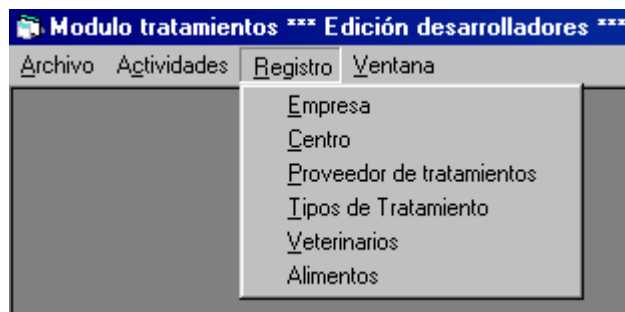 Modulo tratamientos *** Edición desarrolladores ***
Archivo Actividades Registro Ventana
Empresa
Centro
Proveedor de tratamientos
Tipos de Tratamiento
Veterinarios
Alimentos